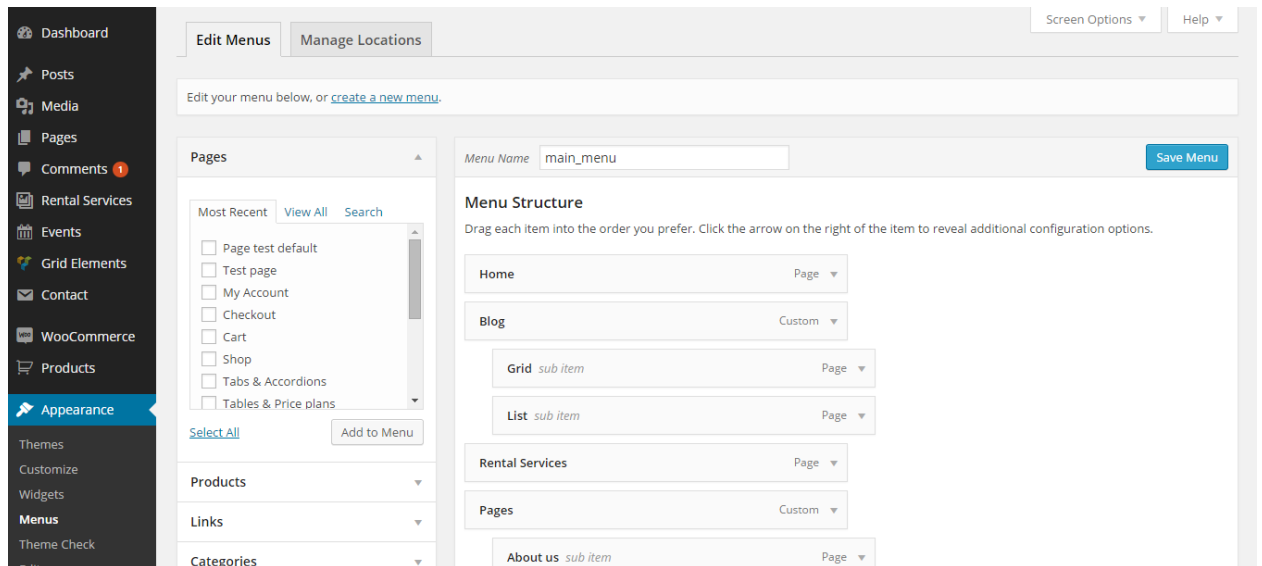 Dashboard
Posts
Media
Pages
Comments 1
Rental Services
Events
Grid Elements
Contact
WooCommerce
Products
Appearance
Themes
Customize
Widgets
Menus
Theme Check
Screen Options
Help
Edit Menus
Manage Locations
Edit your menu below, or create a new menu.
Pages
Most Recent View All Search
Page test default
Test page
My Account
Checkout
Cart
Shop
Tabs & Accordions
Tables & Price plans
Select All
Add to Menu
Products
Links
Categories
Menu Name main_menu
Save Menu
Menu Structure
Drag each item into the order you prefer. Click the arrow on the right of the item to reveal additional configuration options.
Home Page
Blog Custom
Grid sub item Page
List sub item Page
Rental Services Page
Pages Custom
About us sub item Page